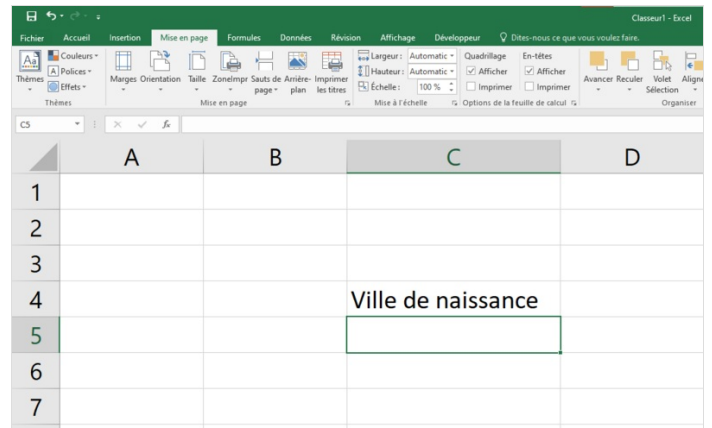 Classeur1 - Excel
Fichier Accueil Insertion Mise en page Formules Données Révision Affichage Développeur Dites-nous ce que vous voulez faire.
Couleurs Largeur : Automatic Quadrillage En-têtes
Aa A Polices Hauteur : Automatic Afficher Afficher
Thèmes Effets Marges Orientation Taille ZoneImpr Sauts de page Arrière-plan Imprimer les titres Échelle : 100 % Imprimer Imprimer Avancer Reculer Volet Sélection Aligne
Thèmes Mise en page Mise à l'échelle Options de la feuille de calcul Organiser
C5 fx
A B C D
1
2
3
4 Ville de naissance
5
6
7